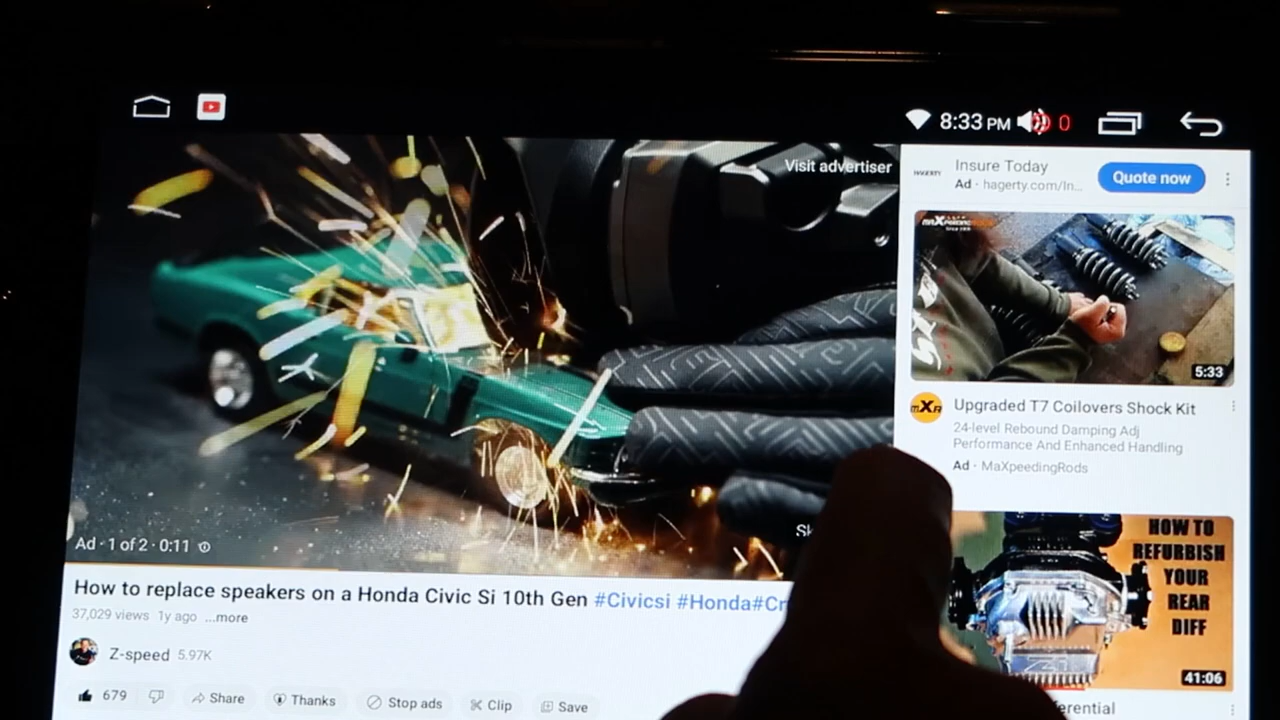 8:33 PM 0
Visit advertiser
Ad · 1 of 2 · 0:11
How to replace speakers on a Honda Civic Si 10th Gen #Civicsi #Honda#Cr
37,029 views 1y ago ...more
Z-speed 5.97K
679 Share Thanks Stop ads Clip Save
HAGERTY
Insure Today
Ad · hagerty.com/In...
Quote now
5:33
mXR
Upgraded T7 Coilovers Shock Kit
24-level Rebound Damping Adj
Performance And Enhanced Handling
Ad · MaXpeedingRods
HOW TO
REFURBISH
YOUR
REAR
DIFF
41:06